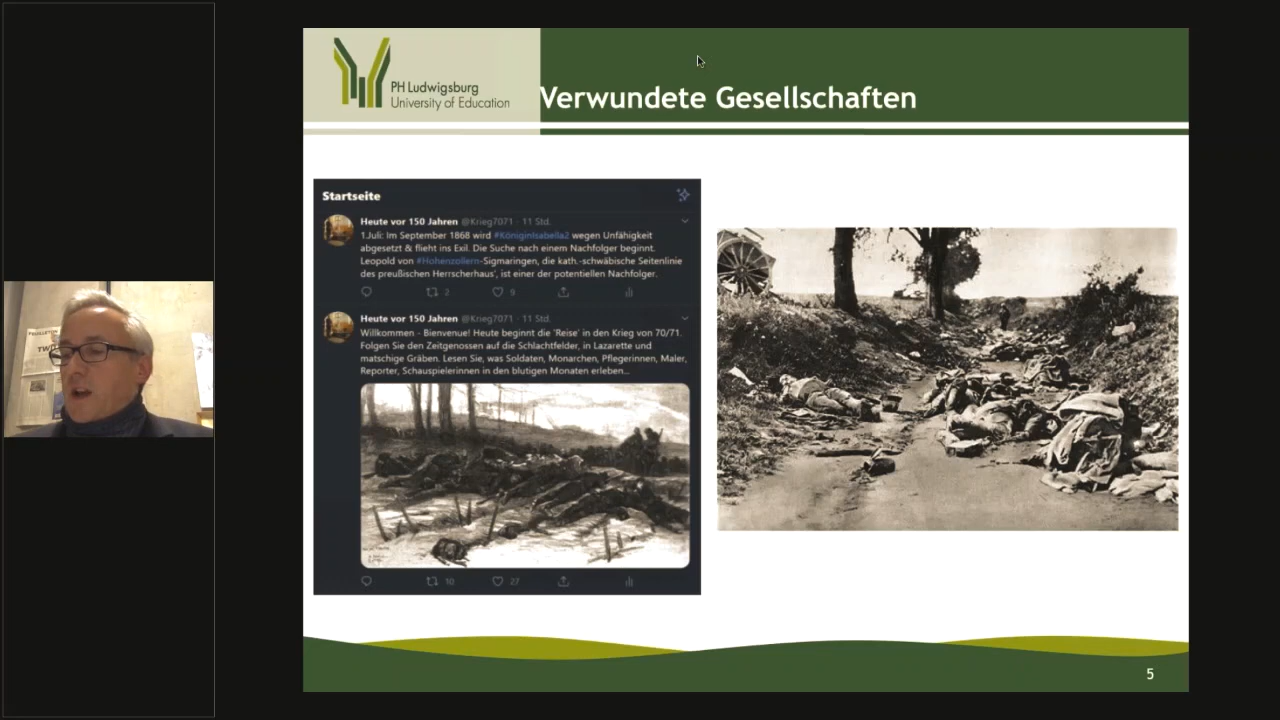 PH Ludwigsburg
University of Education
Verwundete Gesellschaften
Startseite
Heute vor 150 Jahren @Krieg7071 · 11 Std.
1.Juli: Im September 1868 wird #KöniginIsabella2 wegen Unfähigkeit
abgesetzt & flieht ins Exil. Die Suche nach einem Nachfolger beginnt.
Leopold von #Hohenzollern-Sigmaringen, die kath.-schwäbische Seitenlinie
des preußischen Herrscherhaus', ist einer der potentiellen Nachfolger.
2 9
Heute vor 150 Jahren @Krieg7071 · 11 Std.
Willkommen - Bienvenue! Heute beginnt die 'Reise' in den Krieg von 70/71.
Folgen Sie den Zeitgenossen auf die Schlachtfelder, in Lazarette und
matschige Gräben. Lesen Sie, was Soldaten, Monarchen, Pflegerinnen, Maler,
Reporter, Schauspielerinnen in den blutigen Monaten erleben...
10 27
5